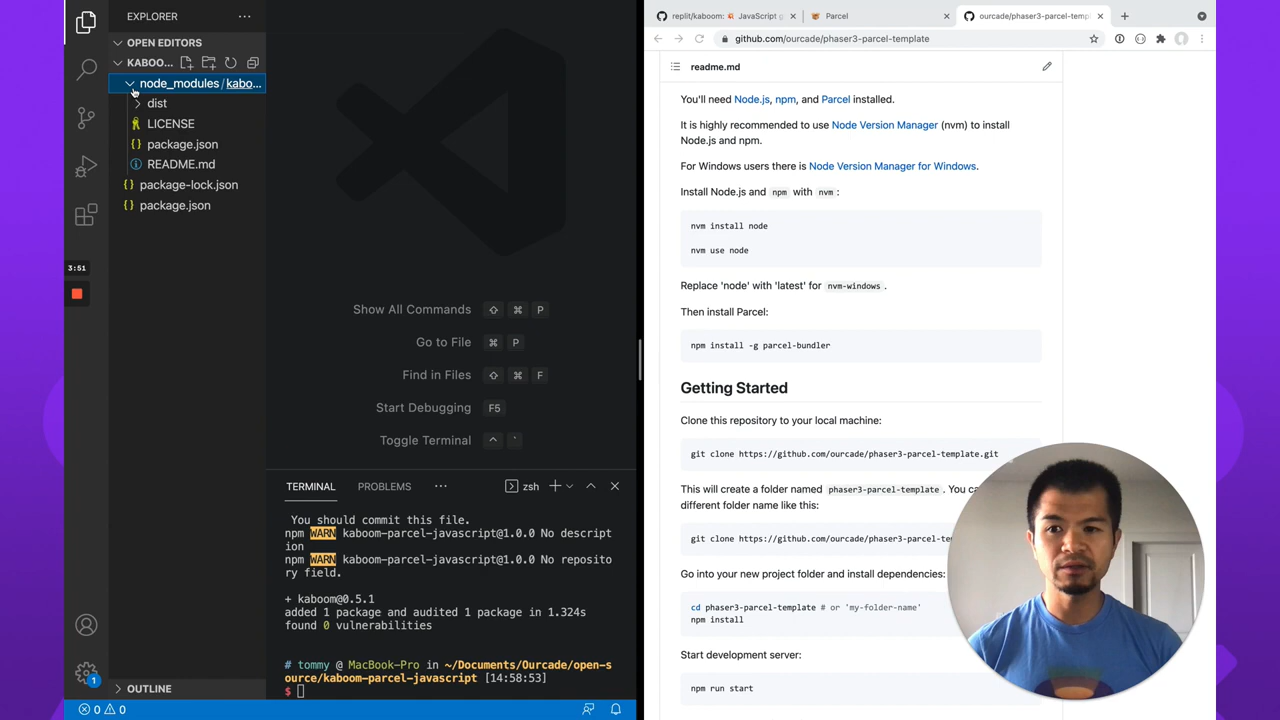 EXPLORER
OPEN EDITORS
KABOO...
node_modules / kabo...
dist
LICENSE
package.json
README.md
package-lock.json
package.json
3:51
OUTLINE
1
0 0
Show All Commands ⇧ ⌘ P
Go to File ⌘ P
Find in Files ⇧ ⌘ F
Start Debugging F5
Toggle Terminal ^ `
TERMINAL PROBLEMS ... zsh
You should commit this file.
npm WARN kaboom-parcel-javascript@1.0.0 No descript
ion
npm WARN kaboom-parcel-javascript@1.0.0 No reposito
ry field.
+ kaboom@0.5.1
added 1 package and audited 1 package in 1.324s
found 0 vulnerabilities
# tommy @ MacBook-Pro in ~/Documents/Ourcade/open-s
ource/kaboom-parcel-javascript [14:58:53]
$
replit/kaboom: JavaScript g
Parcel
ourcade/phaser3-parcel-temp
github.com/ourcade/phaser3-parcel-template
readme.md
You'll need Node.js, npm, and Parcel installed.
It is highly recommended to use Node Version Manager (nvm) to install
Node.js and npm.
For Windows users there is Node Version Manager for Windows.
Install Node.js and npm with nvm :
nvm install node
nvm use node
Replace 'node' with 'latest' for nvm-windows .
Then install Parcel:
npm install -g parcel-bundler
Getting Started
Clone this repository to your local machine:
git clone https://github.com/ourcade/phaser3-parcel-template.git
This will create a folder named phaser3-parcel-template . You ca
different folder name like this:
git clone https://github.com/ourcade/phaser3-parcel-templ
Go into your new project folder and install dependencies:
cd phaser3-parcel-template # or 'my-folder-name'
npm install
Start development server:
npm run start